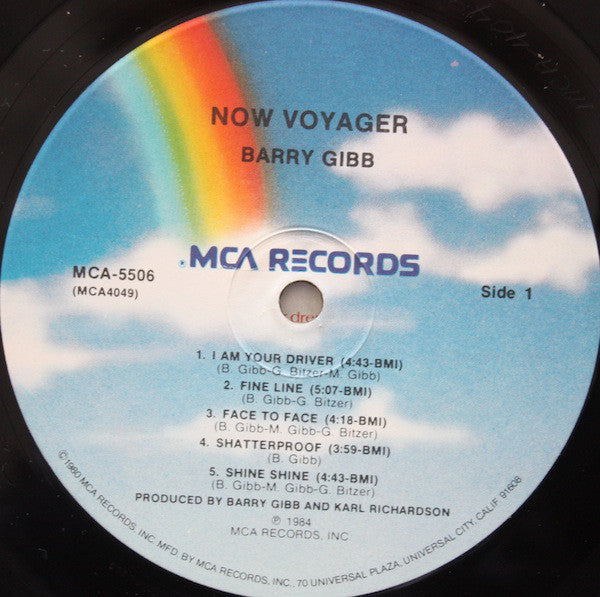 NOW VOYAGER
BARRY GIBB
MCA RECORDS
MCA-5506
(MCA4049)
Side 1
1. I AM YOUR DRIVER (4:43-BMI)
(B. Gibb-G. Bitzer-M. Gibb)
2. FINE LINE (5:07-BMI)
(B. Gibb-G. Bitzer)
3. FACE TO FACE (4:18-BMI)
(B. Gibb-M. Gibb-G. Bitzer)
4. SHATTERPROOF (3:59-BMI)
(B. Gibb)
5. SHINE SHINE (4:43-BMI)
(B. Gibb-M. Gibb-G. Bitzer)
PRODUCED BY BARRY GIBB AND KARL RICHARDSON
℗ 1984
MCA RECORDS, INC.
©1980 MCA RECORDS, INC. MFD. BY MCA RECORDS, INC., 70 UNIVERSAL PLAZA, UNIVERSAL CITY, CALIF. 91608